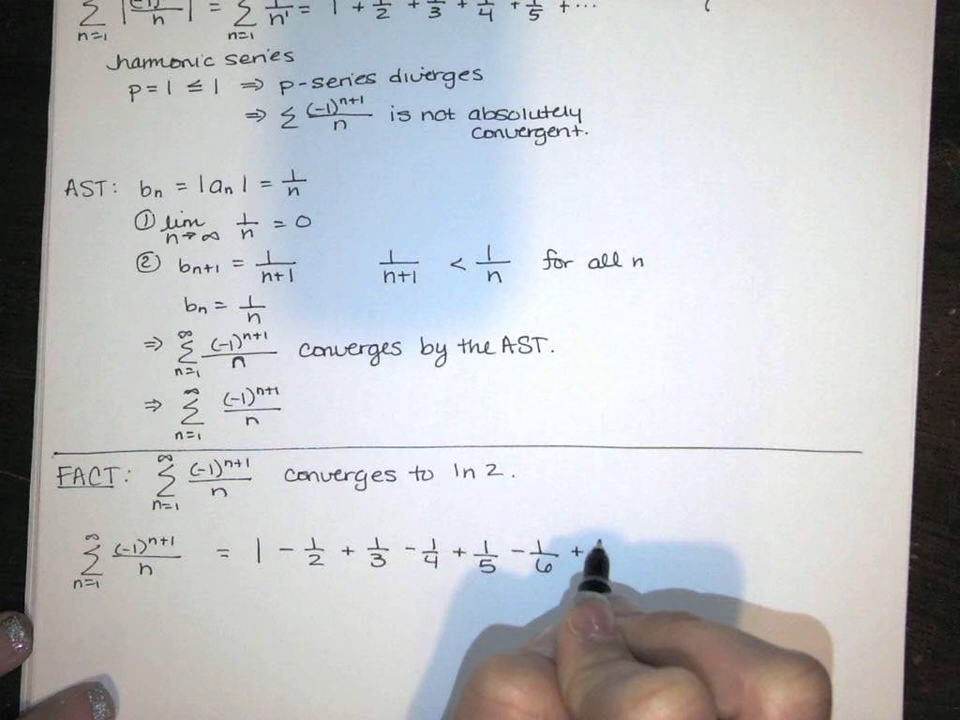 ∑_{n=1} |(-1)/n| = ∑_{n=1} 1/n¹ = 1 + 1/2 + 1/3 + 1/4 + 1/5 + ...
harmonic series
p = 1 ≤ 1 ⇒ p-series diverges
⇒ ∑ (-1)^{n+1}/n is not absolutely
convergent.
AST: bₙ = |aₙ| = 1/n
① lim_{n→∞} 1/n = 0
② bₙ₊₁ = 1/(n+1) 1/(n+1) < 1/n for all n
bₙ = 1/n
⇒ ∑_{n=1}^{∞} (-1)^{n+1}/n converges by the AST.
⇒ ∑_{n=1}^{∞} (-1)^{n+1}/n
FACT: ∑_{n=1}^{∞} (-1)^{n+1}/n converges to ln 2.
∑_{n=1}^{∞} (-1)^{n+1}/n = 1 - 1/2 + 1/3 - 1/4 + 1/5 - 1/6 +